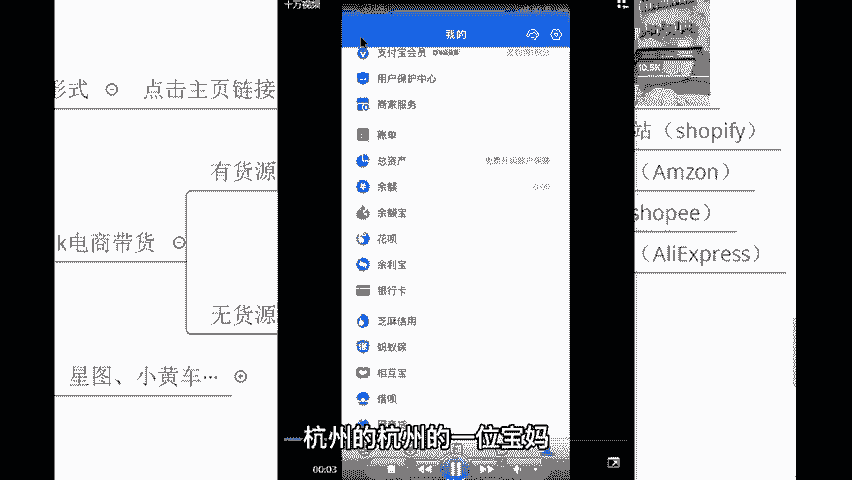 十万视频
我的
支付宝会员
用户保护中心
商家服务
账单
总资产
余额
余额宝
花呗
余利宝
银行卡
芝麻信用
蚂蚁保
相互宝
借呗
形式
点击主页链接
有货源
k电商带货
无货源
星图、小黄车…
10.5K
站（shopify）
（Amzon）
shopee）
（AliExpress）
杭州的杭州的一位宝妈
00:03